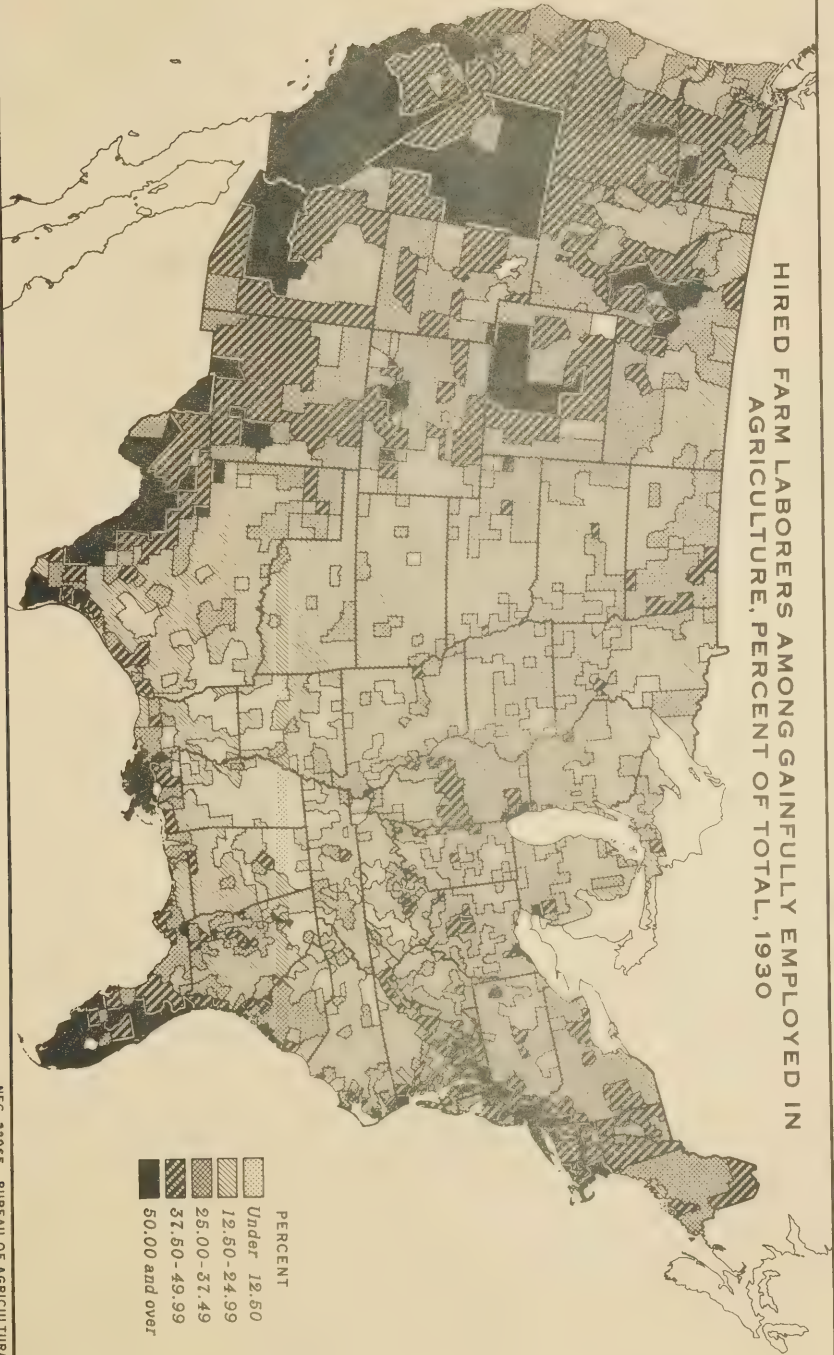 HIRED FARM LABORERS AMONG GAINFULLY EMPLOYED IN
AGRICULTURE, PERCENT OF TOTAL, 1930
PERCENT
Under 12.50
12.50-24.99
25.00-37.49
37.50-49.99
50.00 and over
BUREAU OF AGRICULTURA